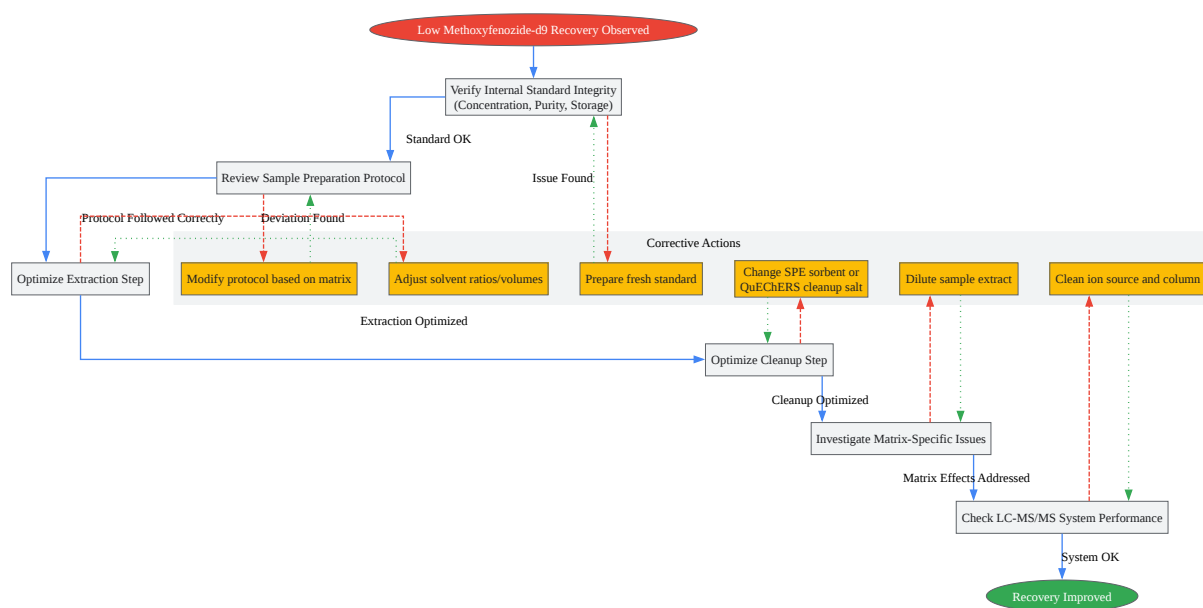 Low Methoxyfenozide-d9 Recovery Observed
Verify Internal Standard Integrity
(Concentration, Purity, Storage)
Standard OK
Review Sample Preparation Protocol
Issue Found
Protocol Followed Correctly
Deviation Found
Corrective Actions
Optimize Extraction Step
Modify protocol based on matrix
Adjust solvent ratios/volumes
Prepare fresh standard
Change SPE sorbent or
QuEChERS cleanup salt
Dilute sample extract
Clean ion source and column
Extraction Optimized
Optimize Cleanup Step
Cleanup Optimized
Investigate Matrix-Specific Issues
Matrix Effects Addressed
Check LC-MS/MS System Performance
System OK
Recovery Improved